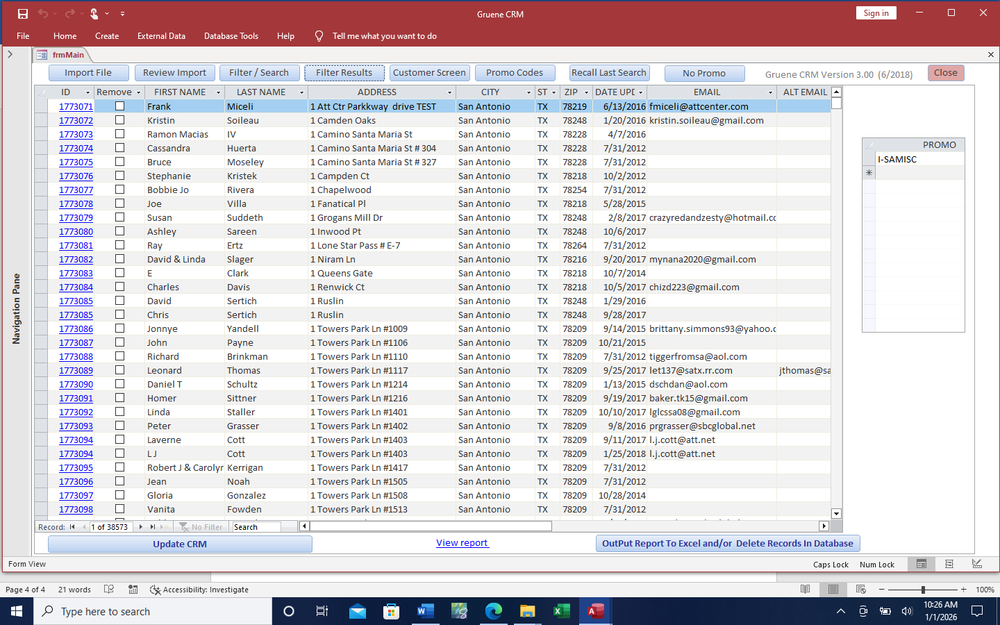 Gruene CRM
Sign in
File Home Create External Data Database Tools Help Tell me what you want to do
frmMain
Import File Review Import Filter / Search Filter Results Customer Screen Promo Codes Recall Last Search No Promo Gruene CRM Version 3.00 (6/2018) Close
ID Remove FIRST NAME LAST NAME ADDRESS CITY ST ZIP DATE UPD EMAIL ALT EMAIL
1773071 Frank Miceli 1 Att Ctr Parkkway drive TEST San Antonio TX 78219 6/13/2016 fmiceli@attcenter.com
1773072 Kristin Soileau 1 Camden Oaks San Antonio TX 78248 1/20/2016 kristin.soileau@gmail.com
1773073 Ramon Macias IV 1 Camino Santa Maria St San Antonio TX 78228 4/7/2016
1773074 Cassandra Huerta 1 Camino Santa Maria St # 304 San Antonio TX 78228 7/31/2012
1773075 Bruce Moseley 1 Camino Santa Maria St # 327 San Antonio TX 78228 7/31/2012
1773076 Stephanie Kristek 1 Campden Ct San Antonio TX 78218 10/2/2012
1773077 Bobbie Jo Rivera 1 Chapelwood San Antonio TX 78254 7/31/2012
1773078 Joe Villa 1 Fanatical Pl San Antonio TX 78218 5/28/2015
1773079 Susan Suddeth 1 Grogans Mill Dr San Antonio TX 78248 2/8/2017 crazyredandzesty@hotmail.co
1773080 Ashley Sareen 1 Inwood Pt San Antonio TX 78248 10/6/2017
1773081 Ray Ertz 1 Lone Star Pass # E-7 San Antonio TX 78264 7/31/2012
1773082 David & Linda Slager 1 Niram Ln San Antonio TX 78216 9/20/2017 mynana2020@gmail.com
1773083 E Clark 1 Queens Gate San Antonio TX 78218 10/7/2014
1773084 Charles Davis 1 Renwick Ct San Antonio TX 78218 10/5/2017 chizd223@gmail.com
1773085 David Sertich 1 Ruslin San Antonio TX 78248 1/29/2016
1773085 Chris Sertich 1 Ruslin San Antonio TX 78248 9/28/2017
1773086 Jonnye Yandell 1 Towers Park Ln #1009 San Antonio TX 78209 9/14/2015 brittany.simmons93@yahoo.c
1773087 John Payne 1 Towers Park Ln #1106 San Antonio TX 78209 10/21/2015
1773088 Richard Brinkman 1 Towers Park Ln #1110 San Antonio TX 78209 7/31/2012 tiggerfromsa@aol.com
1773089 Leonard Thomas 1 Towers Park Ln #1117 San Antonio TX 78209 9/25/2017 let137@satx.rr.com jthomas@sa
1773090 Daniel T Schultz 1 Towers Park Ln #1214 San Antonio TX 78209 1/13/2015 dschdan@aol.com
1773091 Homer Sittner 1 Towers Park Ln #1216 San Antonio TX 78209 9/19/2017 baker.tk15@gmail.com
1773092 Linda Staller 1 Towers Park Ln #1401 San Antonio TX 78209 10/10/2017 lglcssa08@gmail.com
1773093 Peter Grasser 1 Towers Park Ln #1402 San Antonio TX 78209 9/8/2016 prgrasser@sbcglobal.net
1773094 Laverne Cott 1 Towers Park Ln #1403 San Antonio TX 78209 9/11/2017 l.j.cott@att.net
1773094 L J Cott 1 Towers Park Ln #1403 San Antonio TX 78209 1/25/2018 l.j.cott@att.net
1773095 Robert J & Carolyr Kerrigan 1 Towers Park Ln #1417 San Antonio TX 78209 7/31/2012
1773096 Jean Noah 1 Towers Park Ln #1505 San Antonio TX 78209 7/31/2012
1773097 Gloria Gonzalez 1 Towers Park Ln #1508 San Antonio TX 78209 10/28/2014
1773098 Vanita Fowden 1 Towers Park Ln #1513 San Antonio TX 78209 7/31/2012
PROMO
I-SAMISC
Navigation Pane
Record: 1 of 38573 No Filter Search
Update CRM View report OutPut Report To Excel and/or Delete Records In Database
Form View Caps Lock Num Lock
Page 4 of 4 21 words Accessibility: Investigate 100%
Type here to search
10:26 AM
1/1/2026